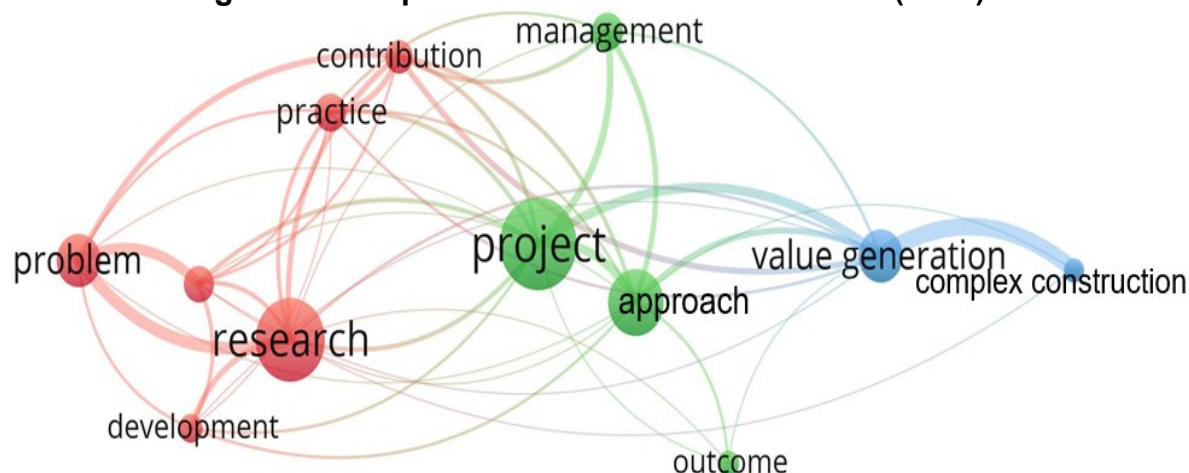 management
contribution
practice
project
problem
value generation
complex construction
approach
research
development
outcome